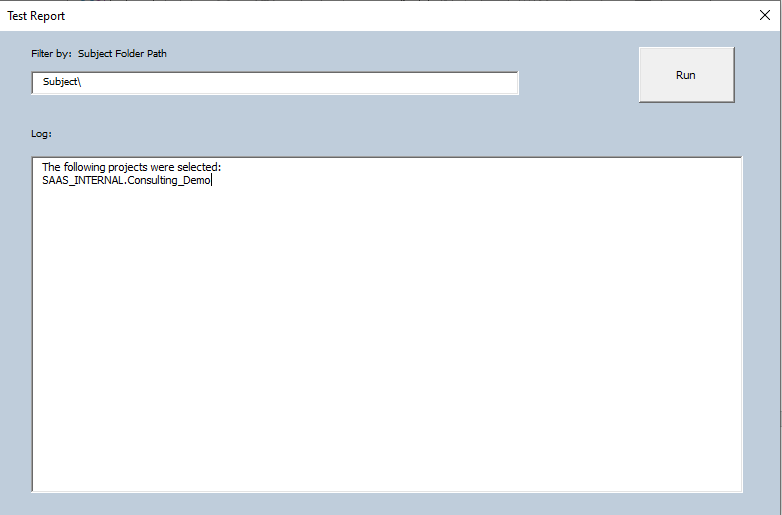 Test Report
Filter by:  Subject Folder Path
Subject\
Run
Log:
The following projects were selected:
SAAS_INTERNAL.Consulting_Demo